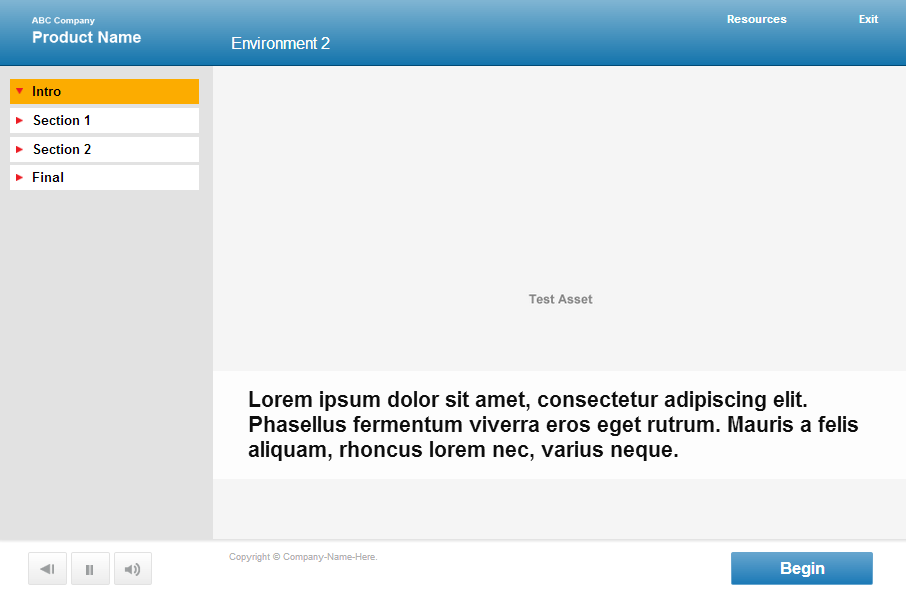 ABC Company
Product Name
Environment 2
Resources
Exit
Intro
Section 1
Section 2
Final
Test Asset
Lorem ipsum dolor sit amet, consectetur adipiscing elit.
Phasellus fermentum viverra eros eget rutrum. Mauris a felis
aliquam, rhoncus lorem nec, varius neque.
Copyright © Company-Name-Here.
Begin